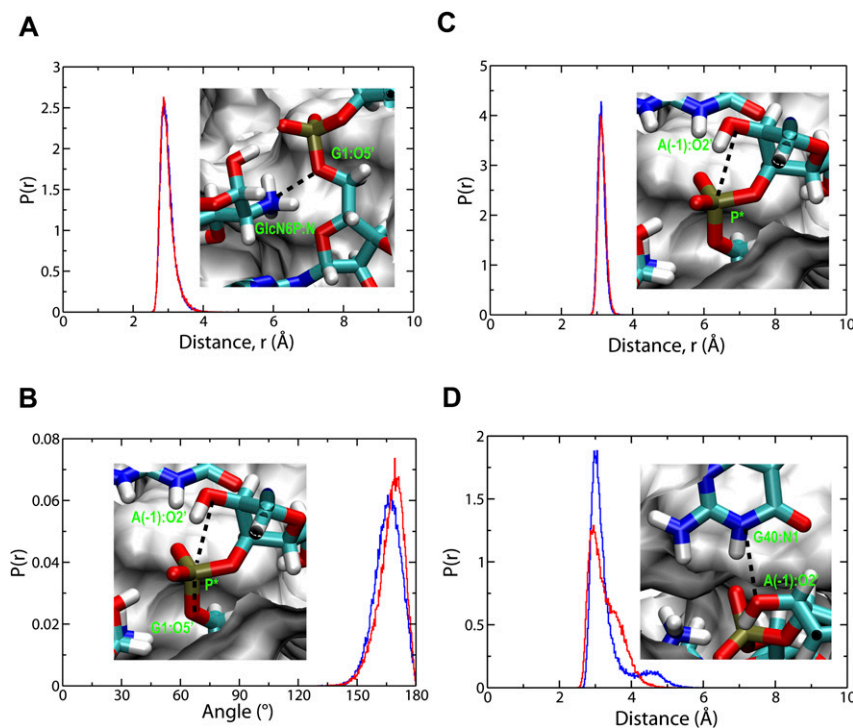 A
P(r)
3
2.5
2
1.5
1
0.5
0
0 2 4 6 8 10
Distance, r (Å)
G1:O5'
GlcN6P:N
C
P(r)
5
4
3
2
1
0
0 2 4 6 8 10
Distance, r (Å)
A(-1):O2'
P*
B
P(r)
0.08
0.06
0.04
0.02
0
0 30 60 90 120 150 180
Angle (°)
A(-1):O2'
P*
G1:O5'
D
P(r)
2
1.5
1
0.5
0
0 2 4 6 8 10
Distance (Å)
G40:N1
A(-1):O2'